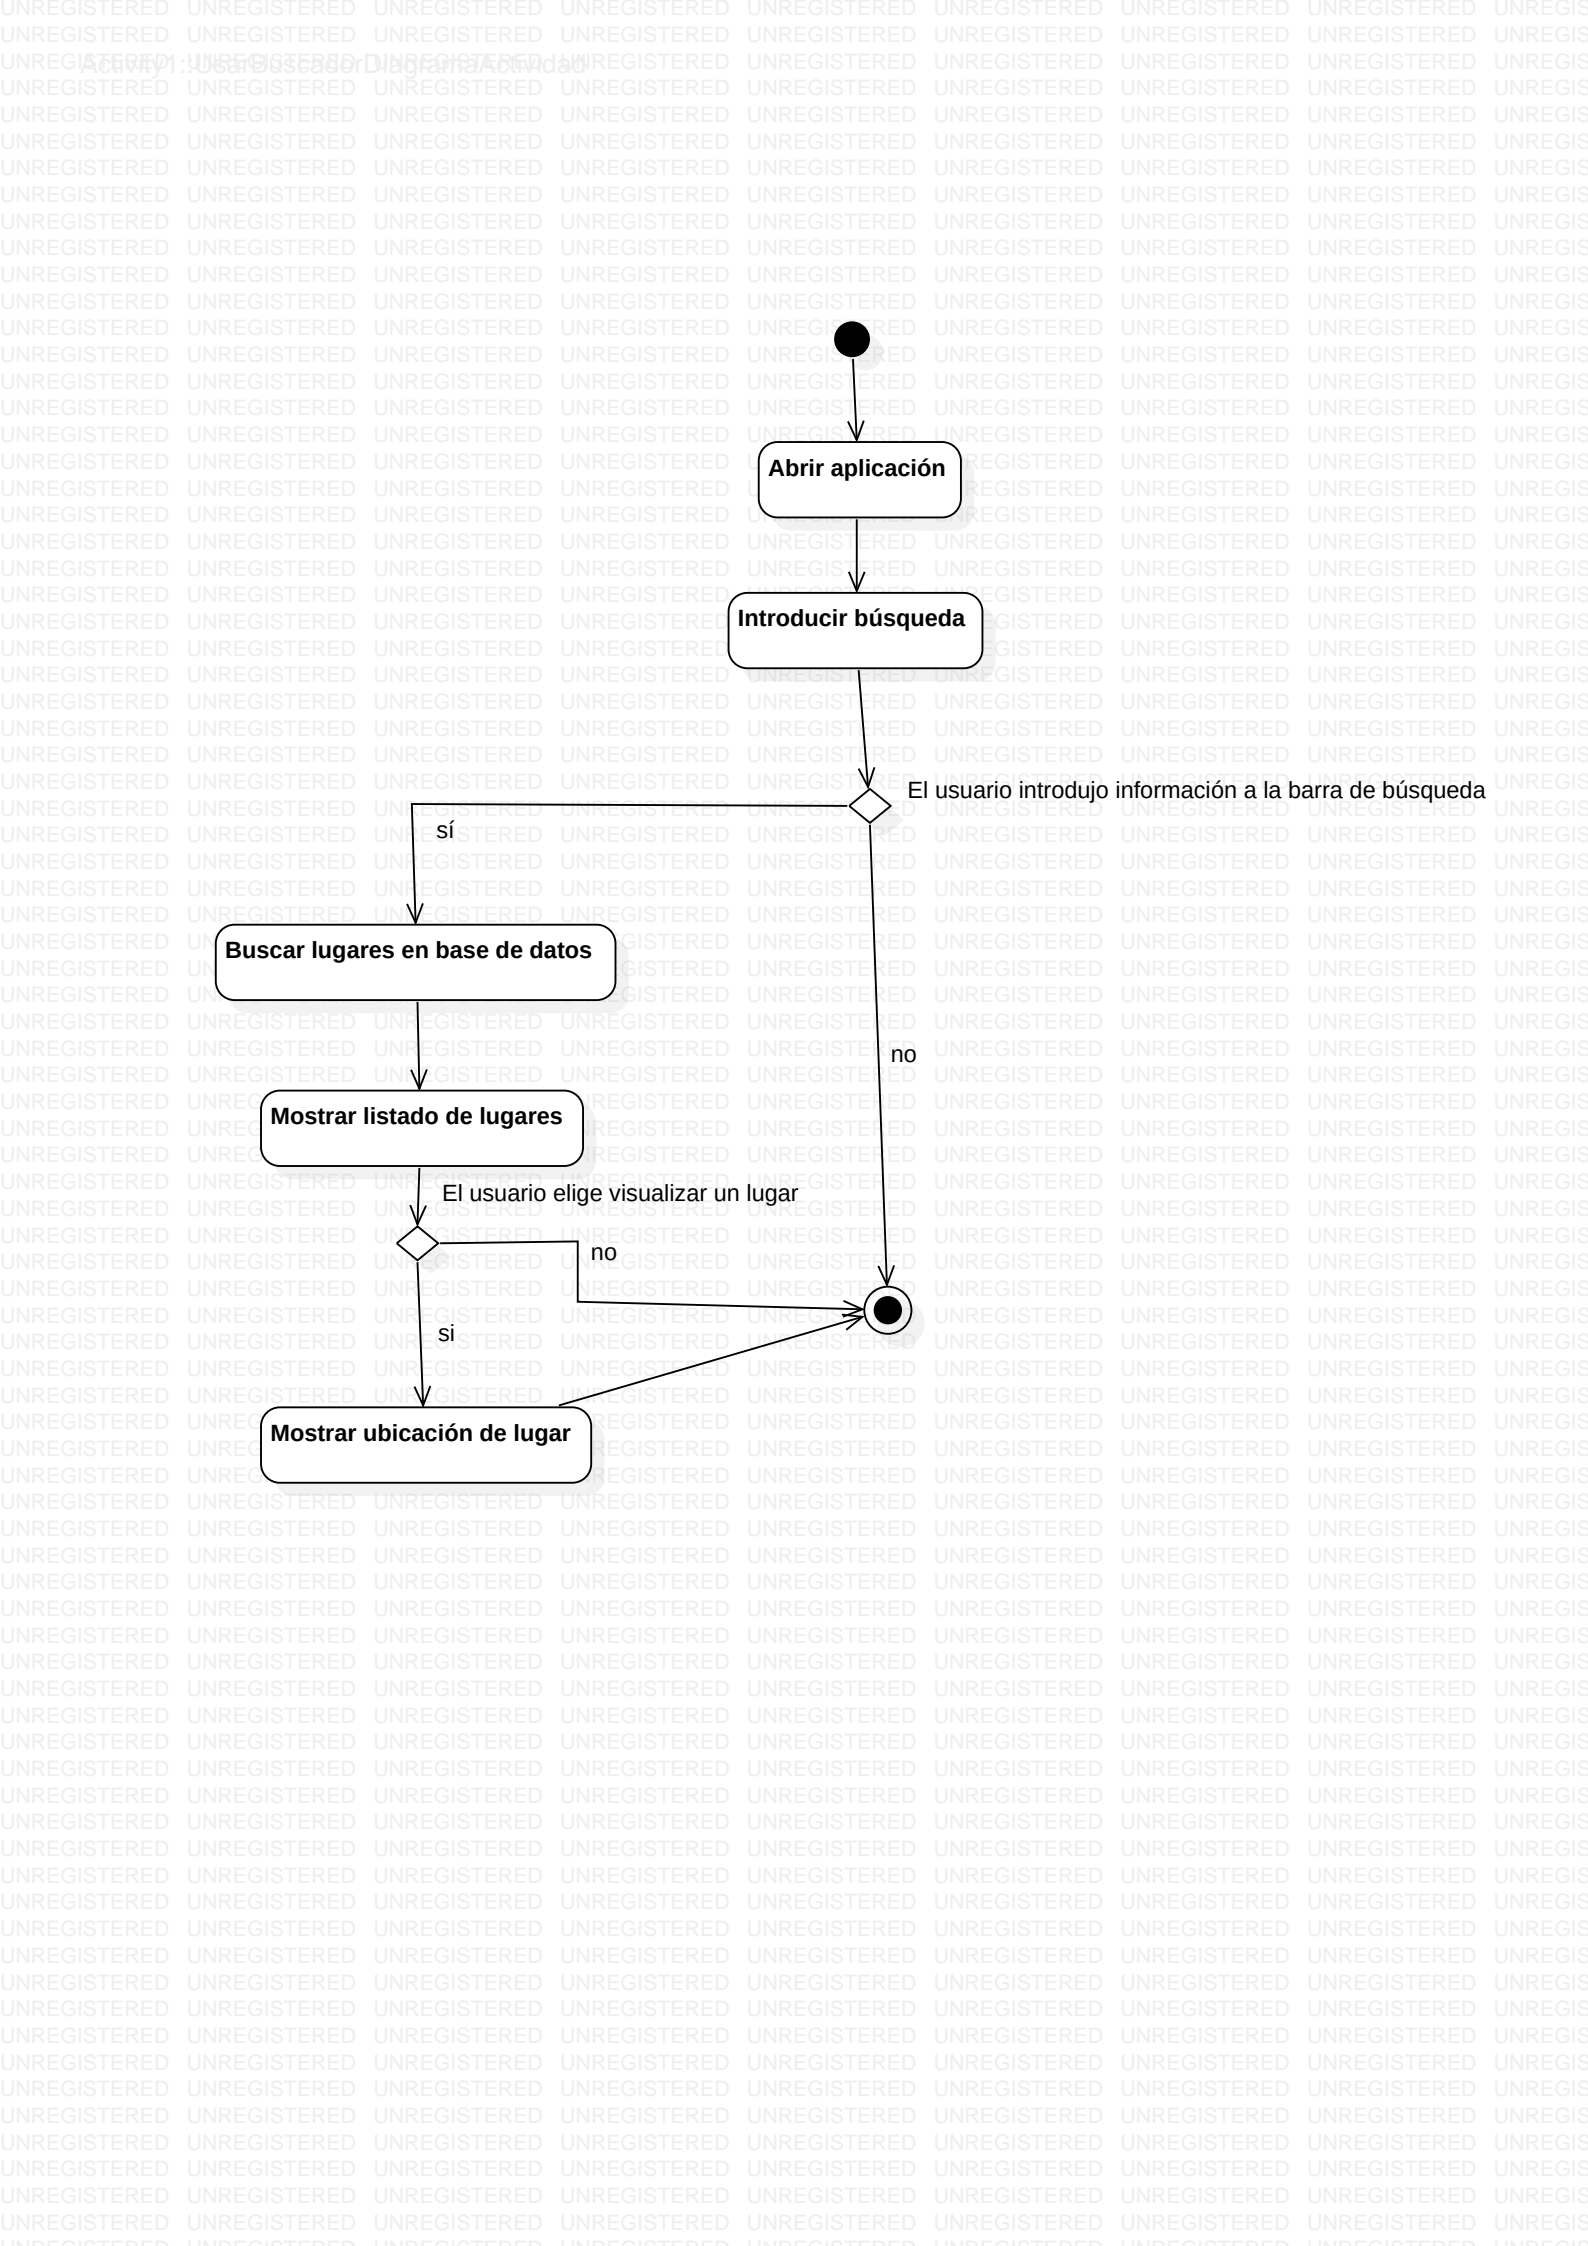 Activity1::UsarBuscadorDiagramaActividad
Abrir aplicación
Introducir búsqueda
El usuario introdujo información a la barra de búsqueda
sí
Buscar lugares en base de datos
no
Mostrar listado de lugares
El usuario elige visualizar un lugar
no
si
Mostrar ubicación de lugar
UNREGISTERED